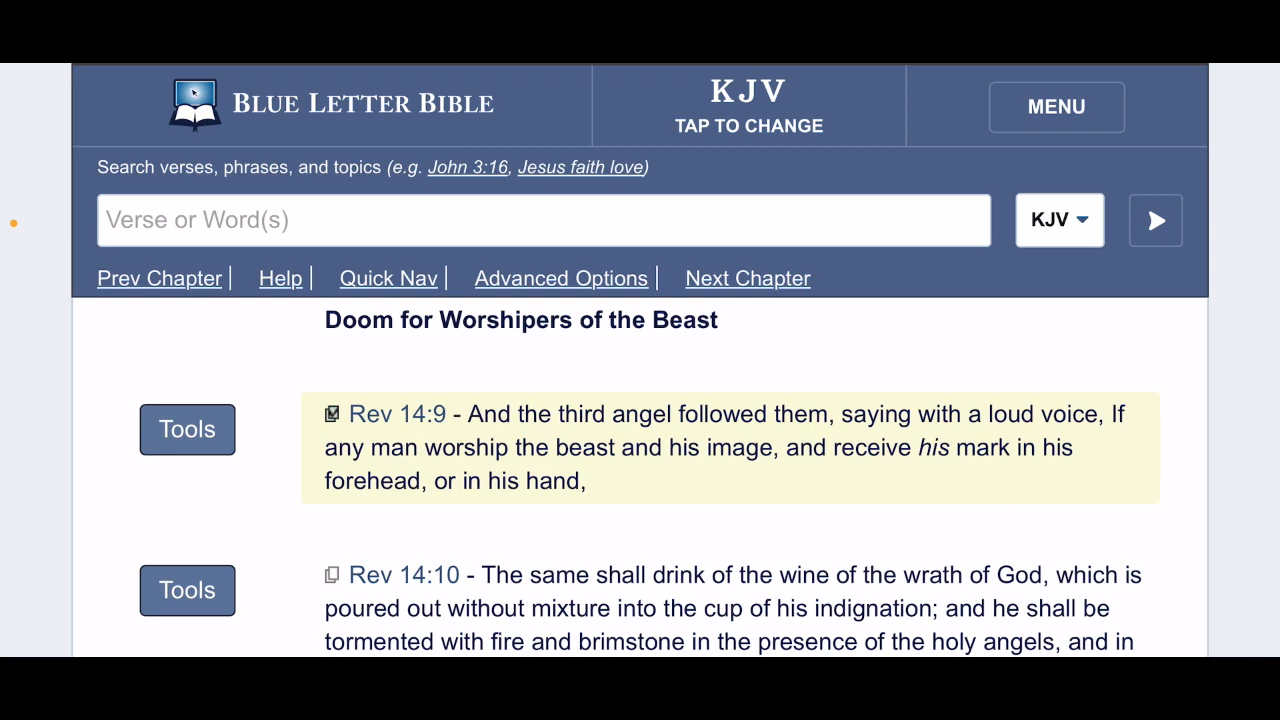 BLUE LETTER BIBLE
KJV
TAP TO CHANGE
MENU
Search verses, phrases, and topics (e.g. John 3:16, Jesus faith love)
Verse or Word(s)
KJV
Prev Chapter | Help | Quick Nav | Advanced Options | Next Chapter
Doom for Worshipers of the Beast
Tools
Rev 14:9 - And the third angel followed them, saying with a loud voice, If
any man worship the beast and his image, and receive his mark in his
forehead, or in his hand,
Tools
Rev 14:10 - The same shall drink of the wine of the wrath of God, which is
poured out without mixture into the cup of his indignation; and he shall be
tormented with fire and brimstone in the presence of the holy angels, and in